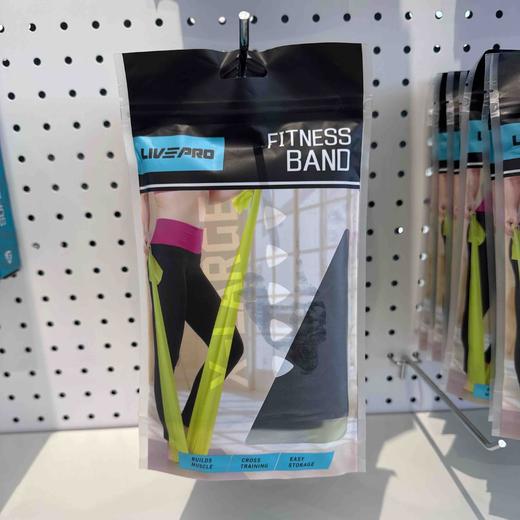 LIVEPRO
FITNESS
BAND
BUILDS
MUSCLE
CROSS
TRAINING
EASY
STORAGE